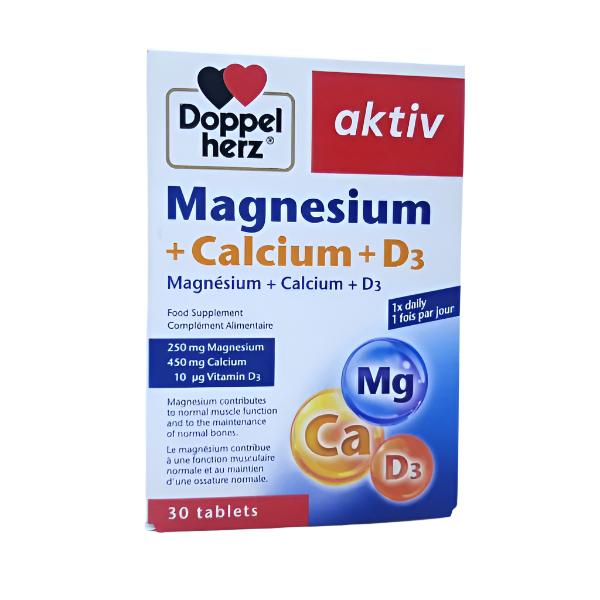 Doppel
herz®
aktiv
Magnesium
+ Calcium + D3
Magnésium + Calcium + D3
Food Supplement
Complément Alimentaire
1x daily
1 fois par jour
250 mg Magnesium
450 mg Calcium
10 µg Vitamin D3
Magnesium contributes
to normal muscle function
and to the maintenance
of normal bones.
Le magnésium contribue
à une fonction musculaire
normale et au maintien
d'une ossature normale.
Mg
Ca
D3
30 tablets